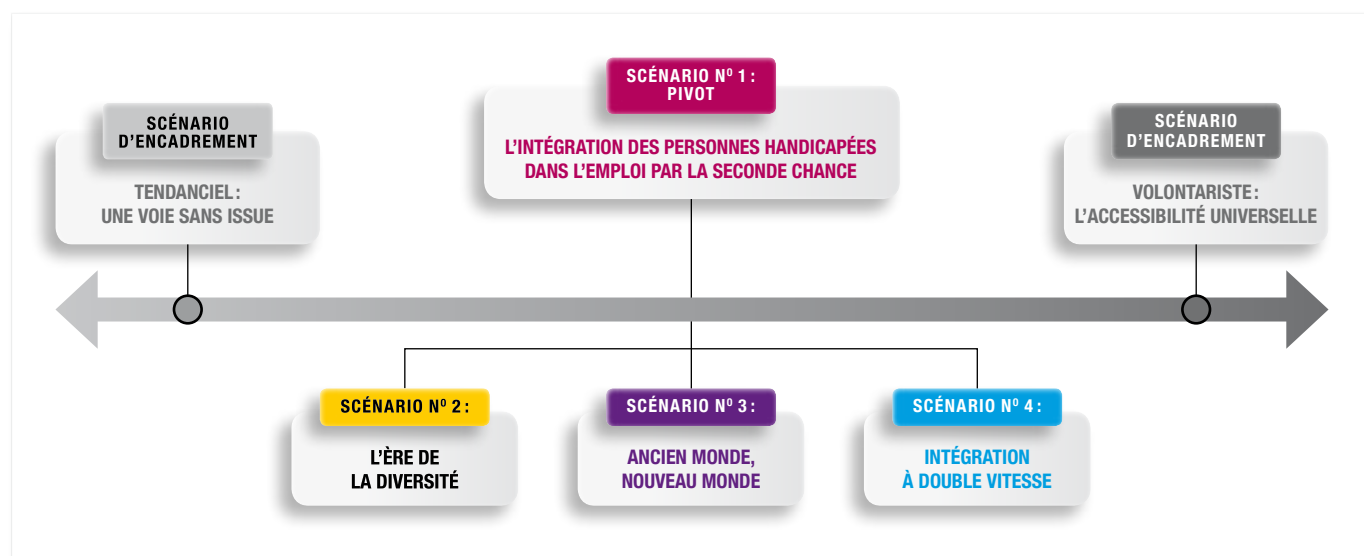 SCÉNARIO
D'ENCADREMENT
TENDANCIEL :
UNE VOIE SANS ISSUE
SCÉNARIO Nº 1 :
PIVOT
L'INTÉGRATION DES PERSONNES HANDICAPÉES
DANS L'EMPLOI PAR LA SECONDE CHANCE
SCÉNARIO
D'ENCADREMENT
VOLONTARISTE :
L'ACCESSIBILITÉ UNIVERSELLE
SCÉNARIO Nº 2 :
L'ÈRE DE
LA DIVERSITÉ
SCÉNARIO Nº 3 :
ANCIEN MONDE,
NOUVEAU MONDE
SCÉNARIO Nº 4 :
INTÉGRATION
À DOUBLE VITESSE